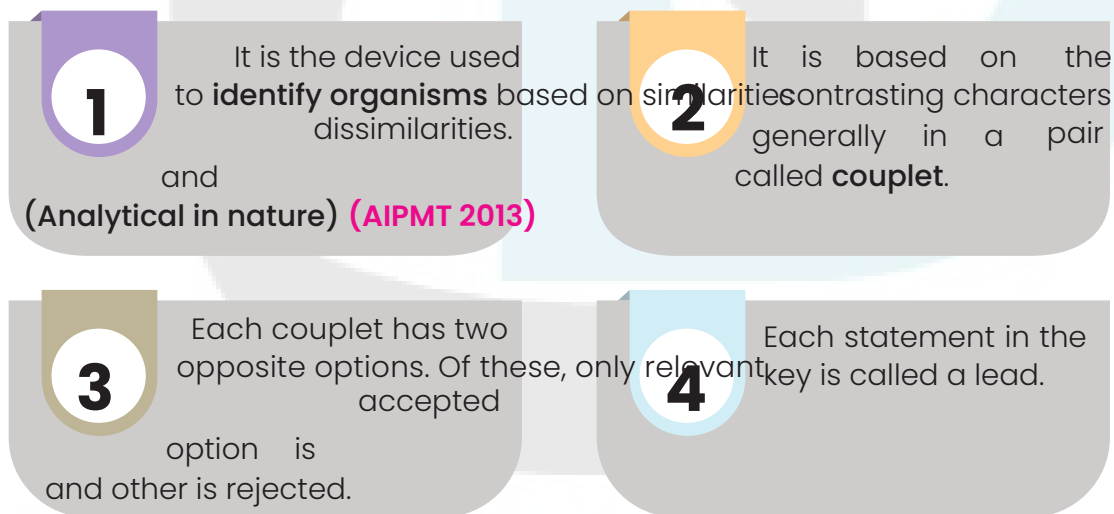 1
It is the device used
to identify organisms based on similarities
dissimilarities.
and
(Analytical in nature) (AIPMT 2013)
2
It is based on the
contrasting characters
generally in a pair
called couplet.
3
Each couplet has two
opposite options. Of these, only relevant
accepted
option is
and other is rejected.
4
Each statement in the
key is called a lead.